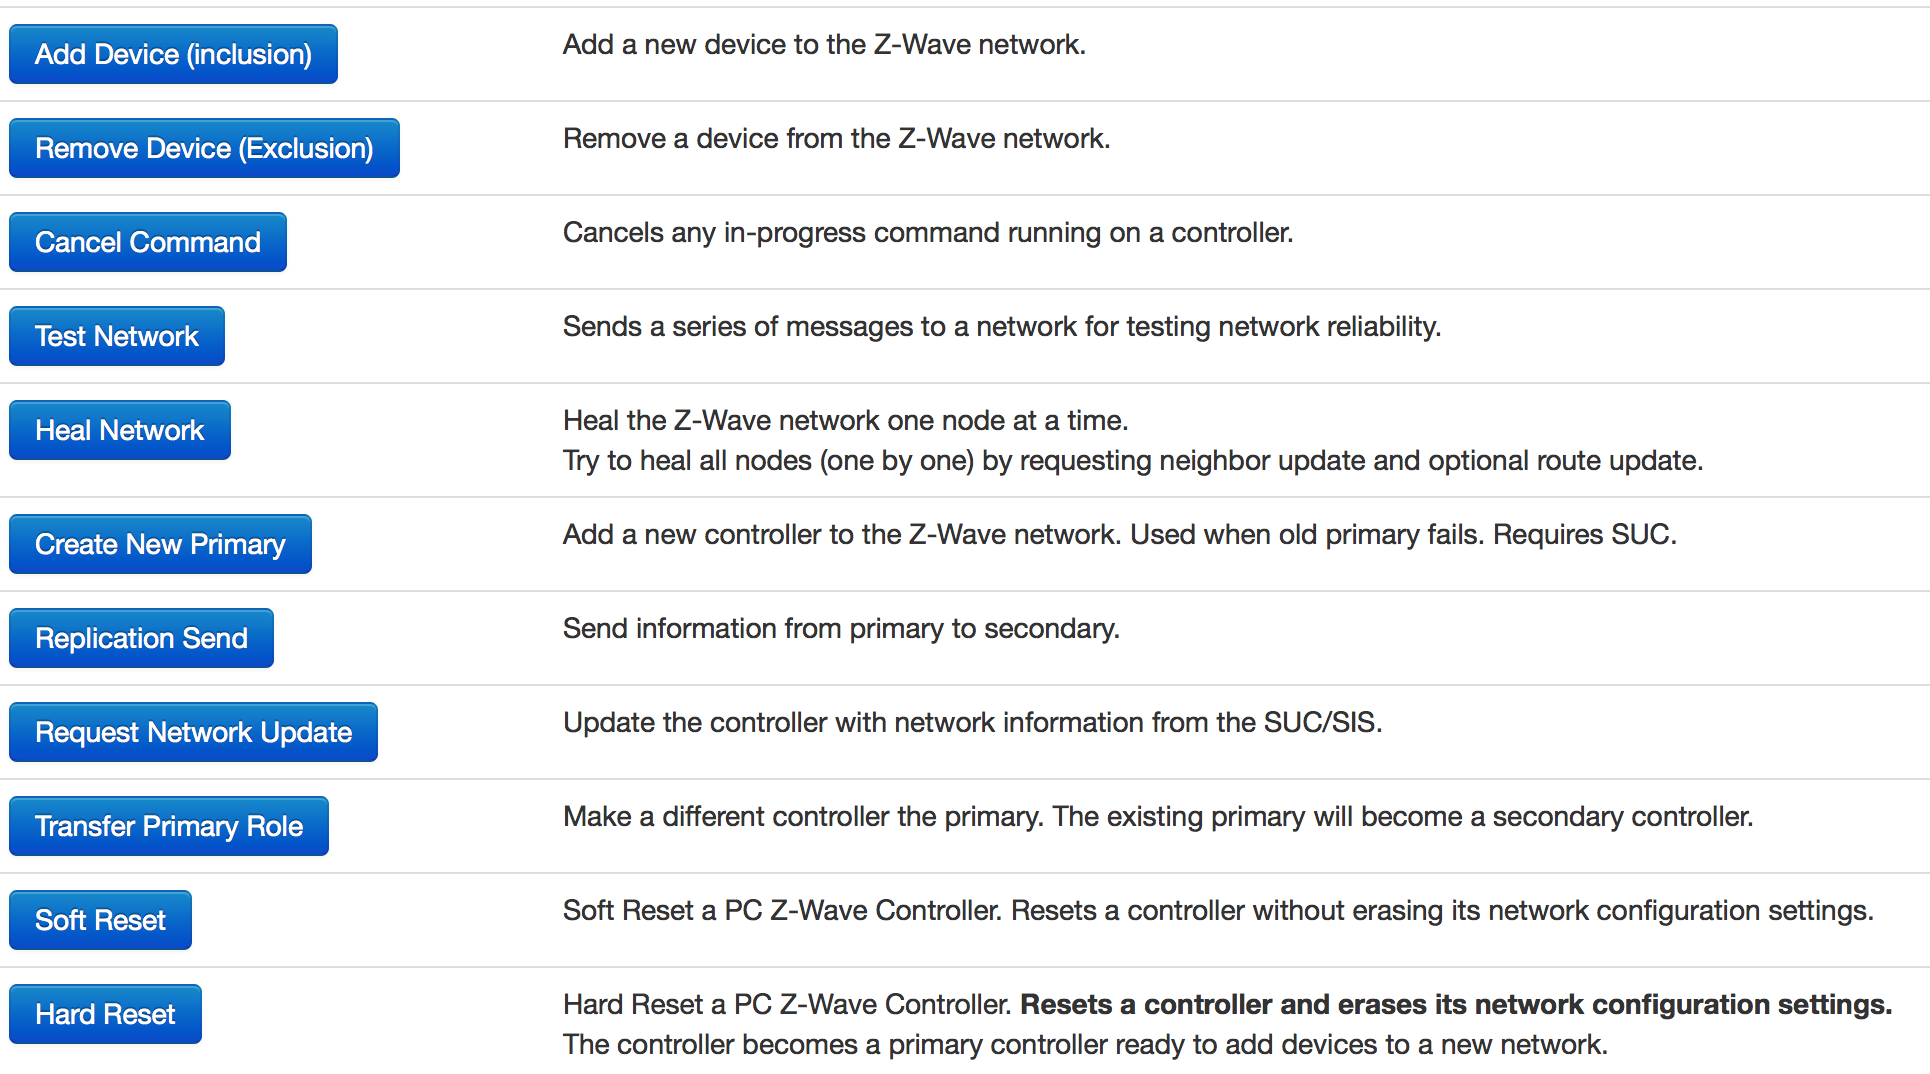 Add Device (inclusion)
Add a new device to the Z-Wave network.
Remove Device (Exclusion)
Remove a device from the Z-Wave network.
Cancel Command
Cancels any in-progress command running on a controller.
Test Network
Sends a series of messages to a network for testing network reliability.
Heal Network
Heal the Z-Wave network one node at a time.
Try to heal all nodes (one by one) by requesting neighbor update and optional route update.
Create New Primary
Add a new controller to the Z-Wave network. Used when old primary fails. Requires SUC.
Replication Send
Send information from primary to secondary.
Request Network Update
Update the controller with network information from the SUC/SIS.
Transfer Primary Role
Make a different controller the primary. The existing primary will become a secondary controller.
Soft Reset
Soft Reset a PC Z-Wave Controller. Resets a controller without erasing its network configuration settings.
Hard Reset
Hard Reset a PC Z-Wave Controller. Resets a controller and erases its network configuration settings.
The controller becomes a primary controller ready to add devices to a new network.